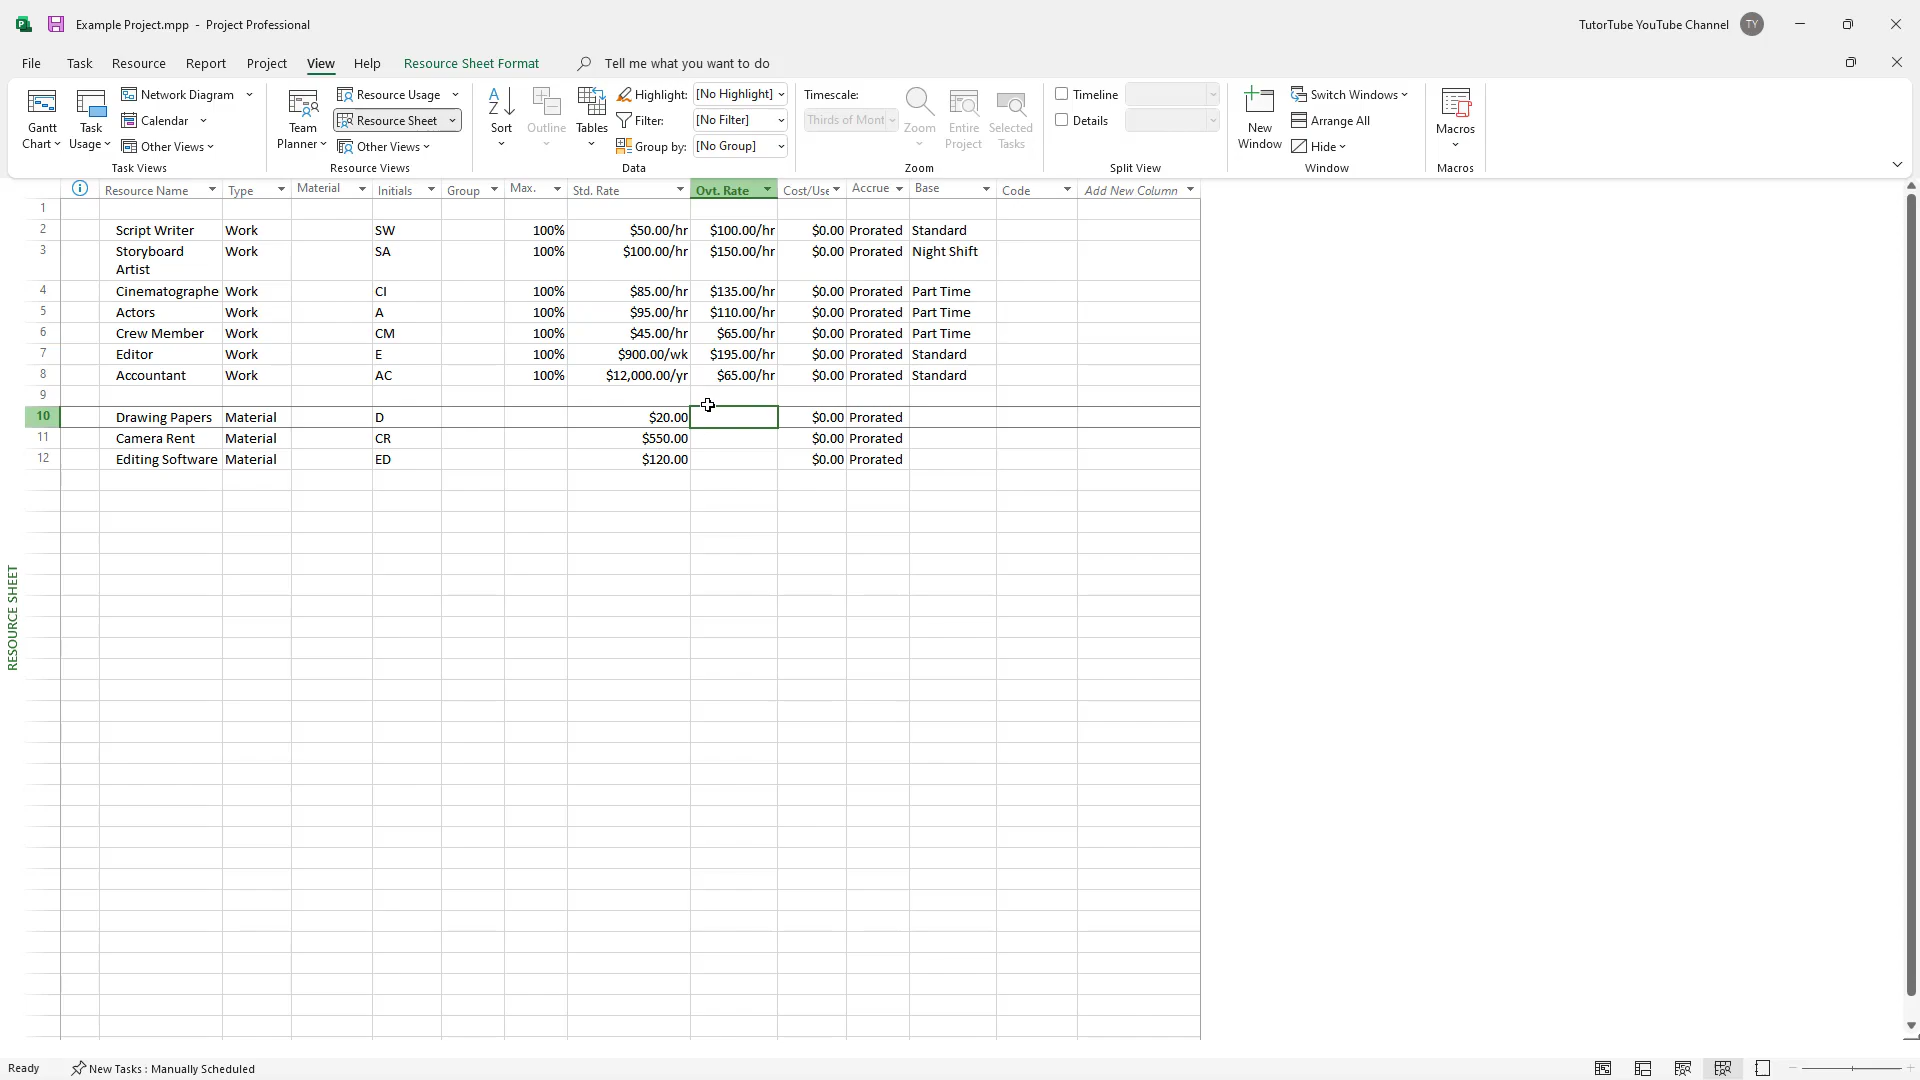 Example Project.mpp - Project Professional
TutorTube YouTube Channel TY
File Task Resource Report Project View Help Resource Sheet Format Tell me what you want to do
Gantt Chart
Task Usage
Network Diagram
Calendar
Other Views
Task Views
Team Planner
Resource Usage
Resource Sheet
Other Views
Resource Views
Sort
Outline
Tables
Highlight: [No Highlight]
Filter: [No Filter]
Group by: [No Group]
Data
Timescale:
Thirds of Mont
Zoom
Entire Project
Selected Tasks
Zoom
Timeline
Details
Split View
New Window
Switch Windows
Arrange All
Hide
Window
Macros
Macros
Resource Name Type Material Initials Group Max. Std. Rate Ovt. Rate Cost/Use Accrue Base Code Add New Column
1
2 Script Writer Work SW 100% $50.00/hr $100.00/hr $0.00 Prorated Standard
3 Storyboard Artist Work SA 100% $100.00/hr $150.00/hr $0.00 Prorated Night Shift
4 Cinematographe Work CI 100% $85.00/hr $135.00/hr $0.00 Prorated Part Time
5 Actors Work A 100% $95.00/hr $110.00/hr $0.00 Prorated Part Time
6 Crew Member Work CM 100% $45.00/hr $65.00/hr $0.00 Prorated Part Time
7 Editor Work E 100% $900.00/wk $195.00/hr $0.00 Prorated Standard
8 Accountant Work AC 100% $12,000.00/yr $65.00/hr $0.00 Prorated Standard
9
10 Drawing Papers Material D $20.00 $0.00 Prorated
11 Camera Rent Material CR $550.00 $0.00 Prorated
12 Editing Software Material ED $120.00 $0.00 Prorated
RESOURCE SHEET
Ready New Tasks : Manually Scheduled